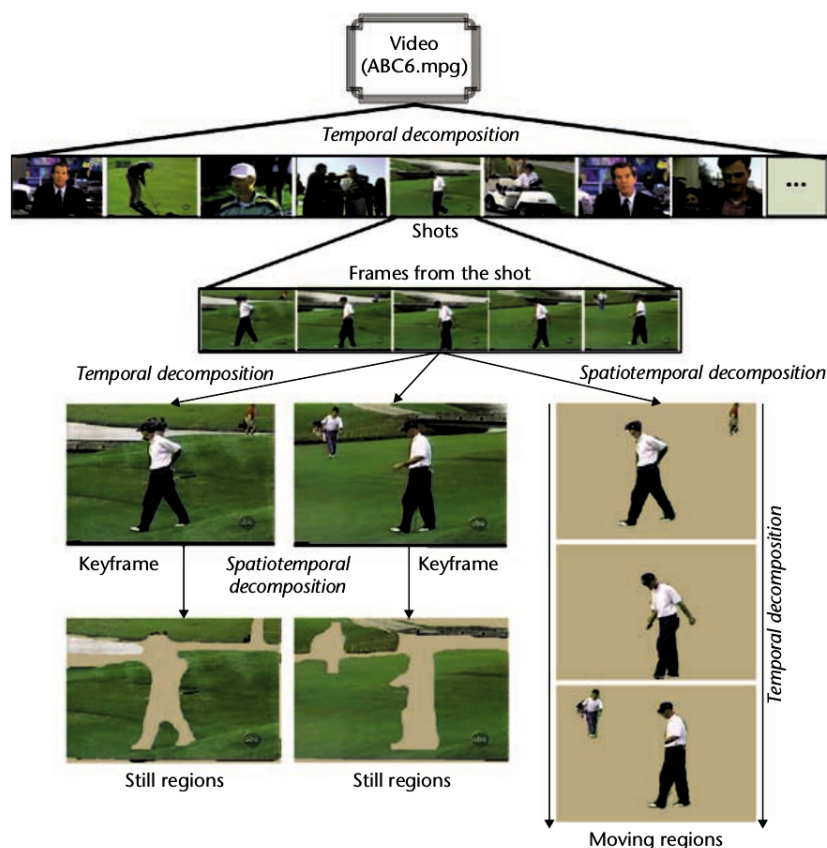 Video
(ABC6.mpg)
Temporal decomposition
...
Shots
Frames from the shot
Temporal decomposition
Spatiotemporal decomposition
Keyframe
Spatiotemporal
decomposition
Keyframe
Temporal decomposition
Still regions
Still regions
Moving regions